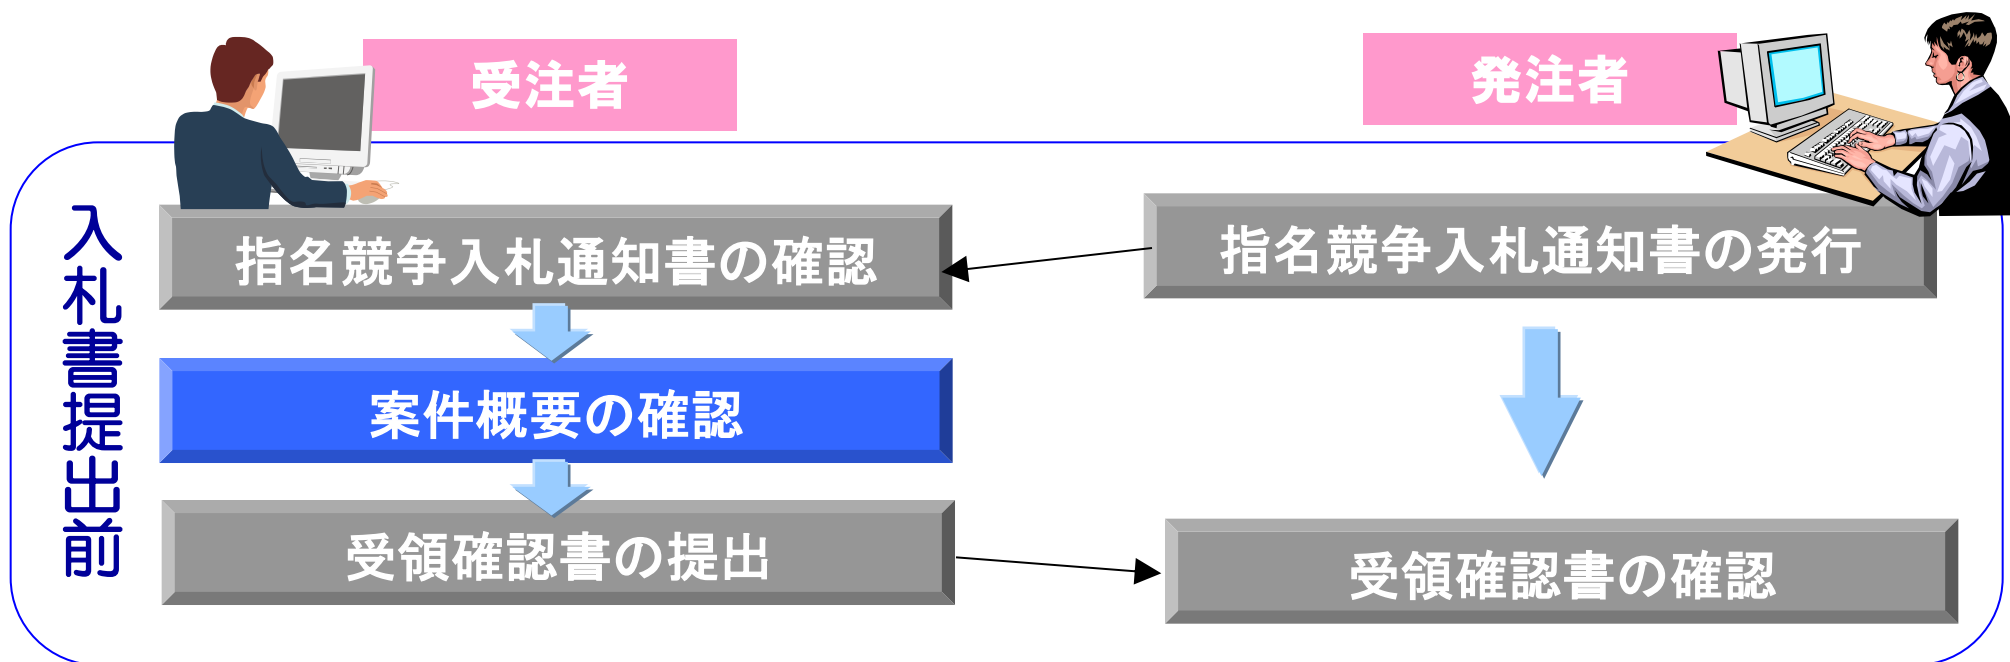 受注者
発注者
入札書提出前
指名競争入札通知書の確認
指名競争入札通知書の発行
案件概要の確認
受領確認書の提出
受領確認書の確認